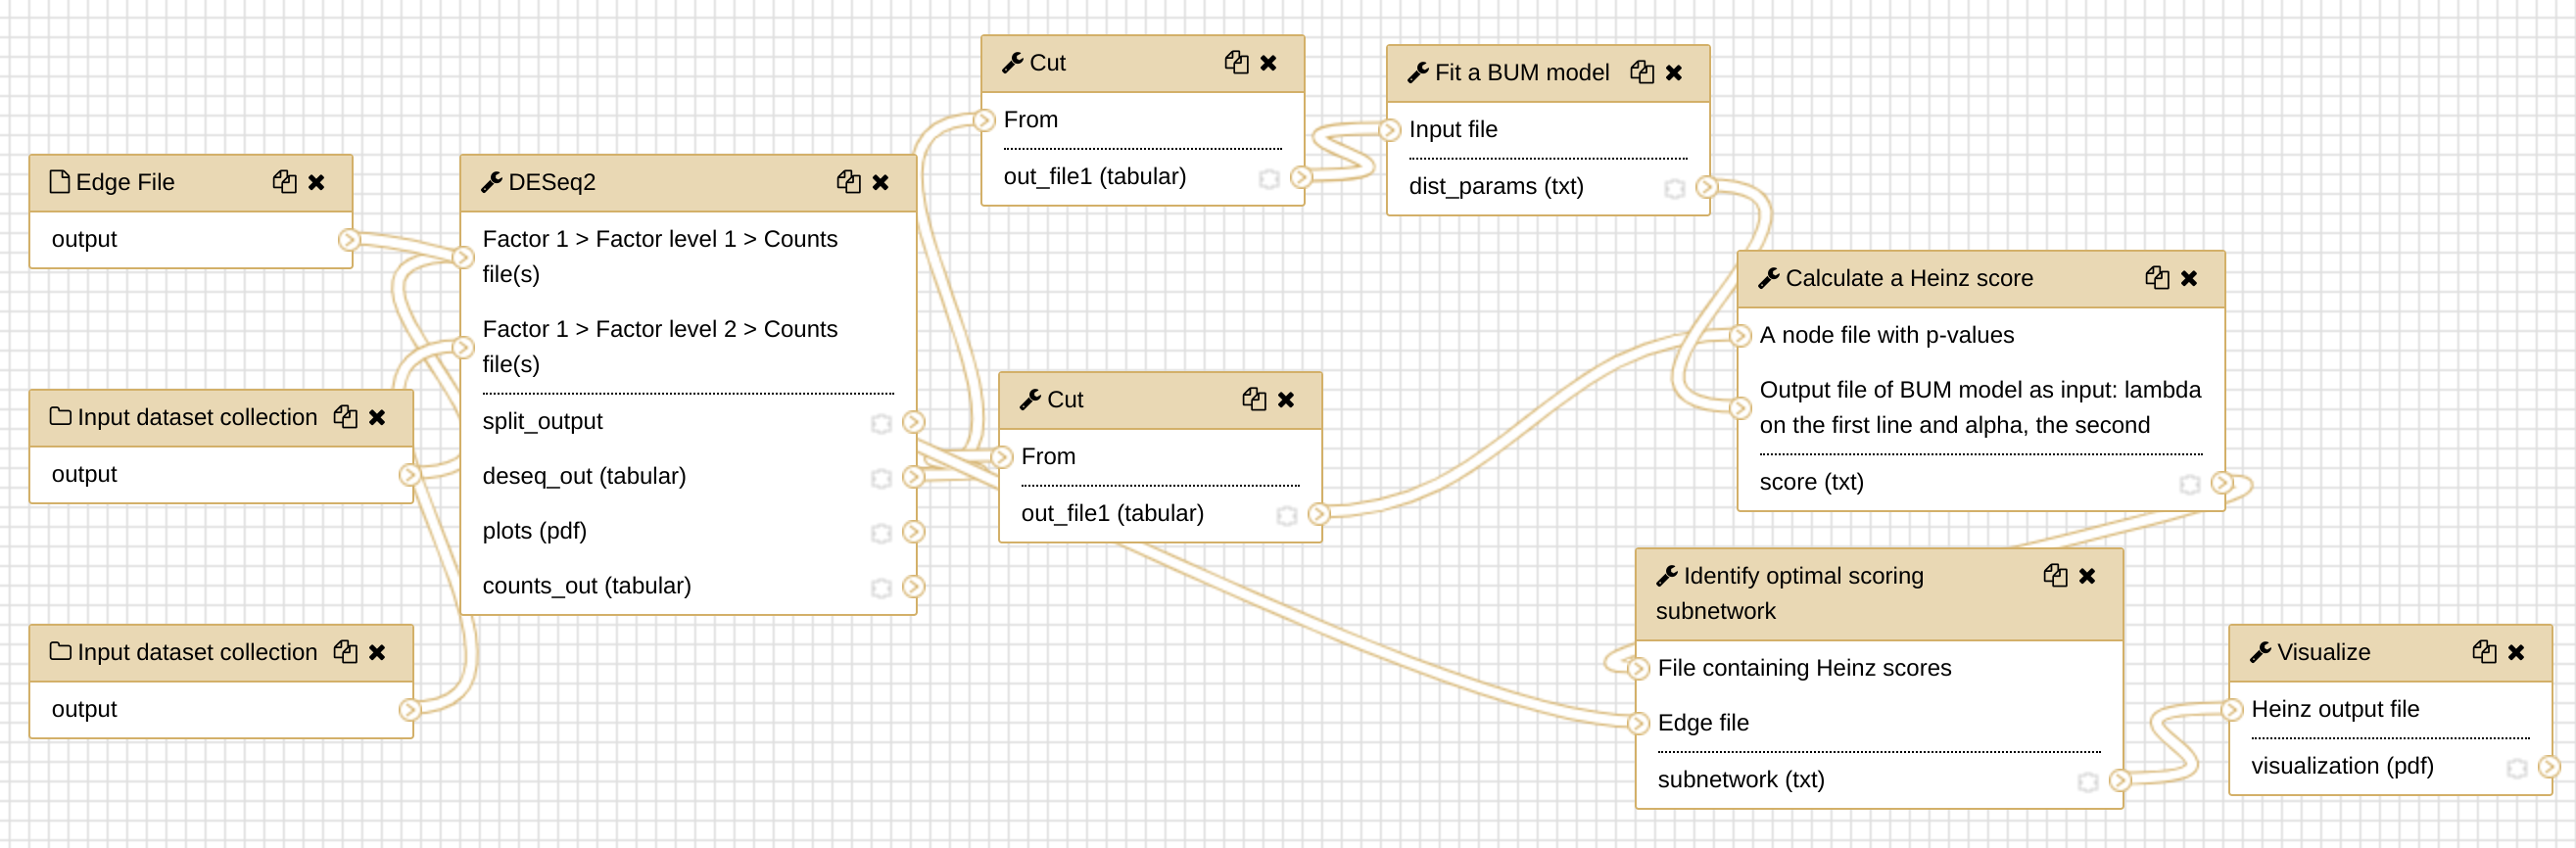 Edge File
output
Input dataset collection
output
Input dataset collection
output
DESeq2
Factor 1 > Factor level 1 > Counts
file(s)
Factor 1 > Factor level 2 > Counts
file(s)
split_output
deseq_out (tabular)
plots (pdf)
counts_out (tabular)
Cut
From
out_file1 (tabular)
Cut
From
out_file1 (tabular)
Fit a BUM model
Input file
dist_params (txt)
Calculate a Heinz score
A node file with p-values
Output file of BUM model as input: lambda
on the first line and alpha, the second
score (txt)
Identify optimal scoring
subnetwork
File containing Heinz scores
Edge file
subnetwork (txt)
Visualize
Heinz output file
visualization (pdf)